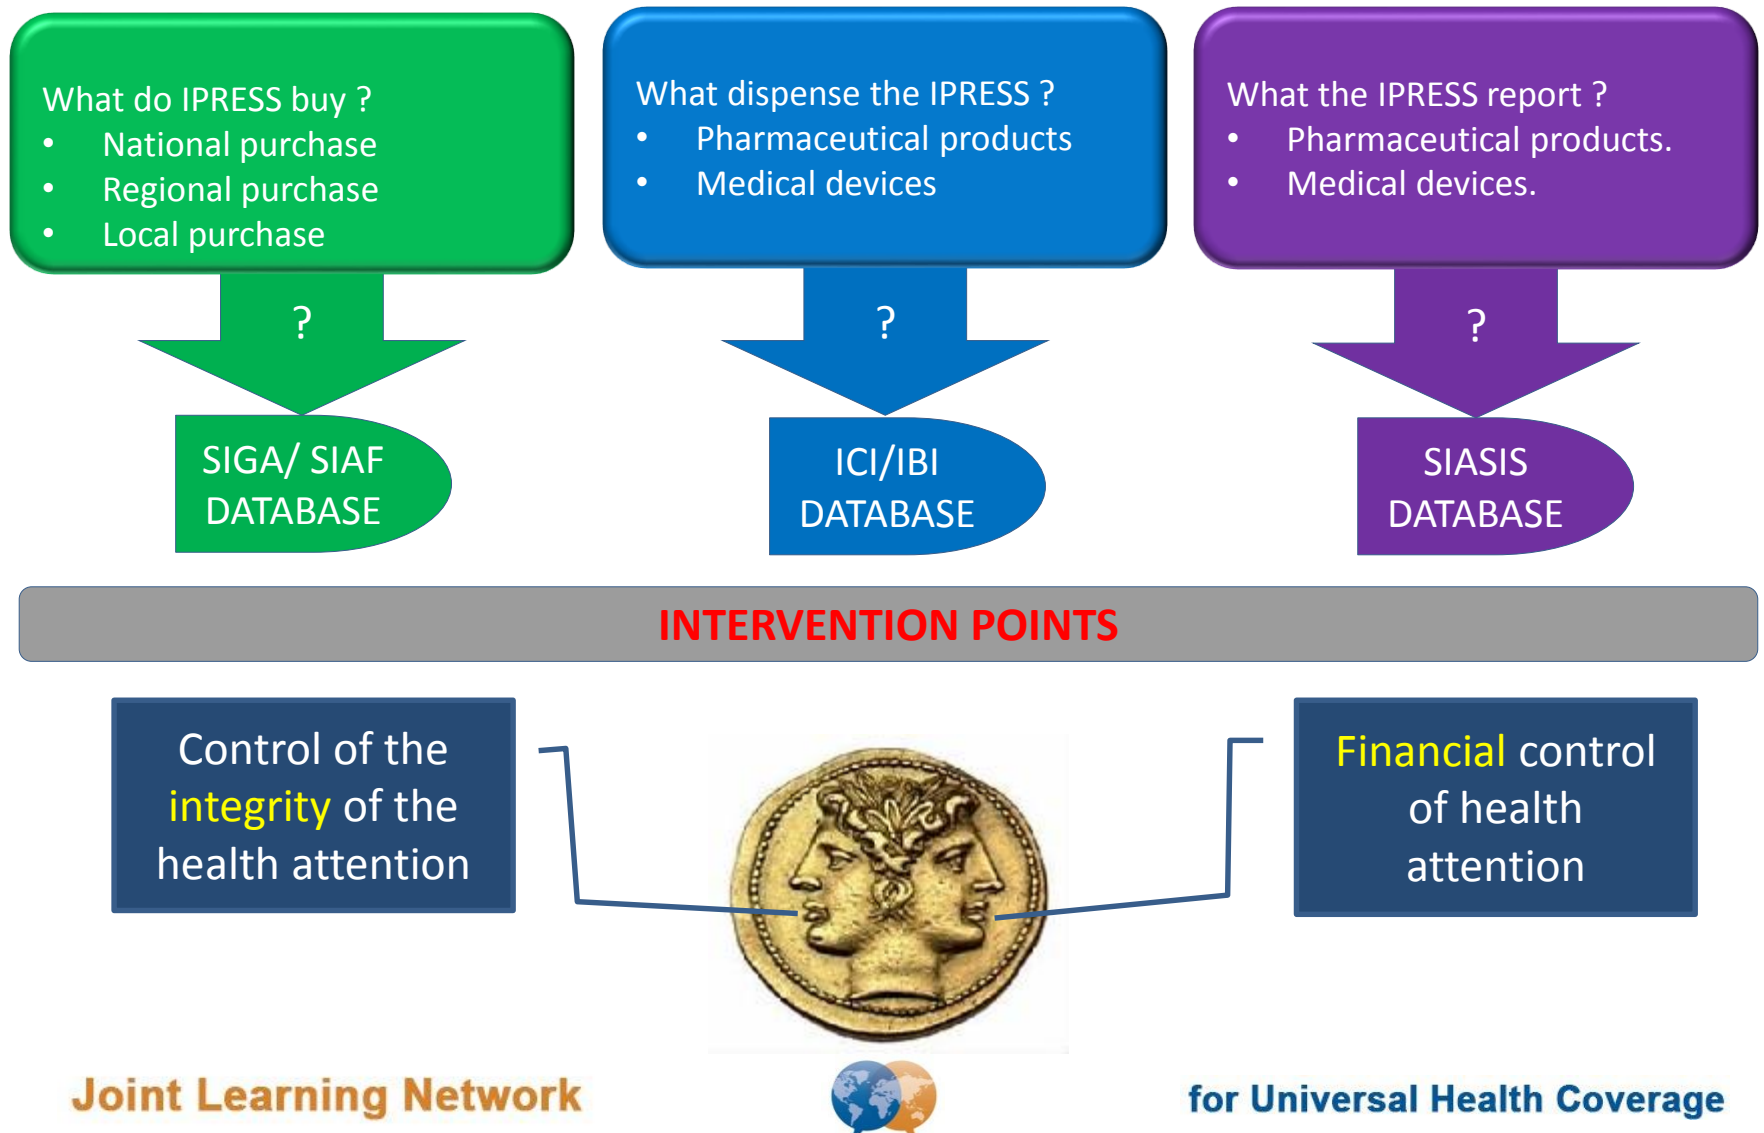 What do IPRESS buy ?
• National purchase
• Regional purchase
• Local purchase
What dispense the IPRESS ?
• Pharmaceutical products
• Medical devices
What the IPRESS report ?
• Pharmaceutical products.
• Medical devices.
?
?
?
SIGA/ SIAF
DATABASE
ICI/IBI
DATABASE
SIASIS
DATABASE
INTERVENTION POINTS
Control of the
integrity of the
health attention
Financial control
of health
attention
Joint Learning Network
for Universal Health Coverage